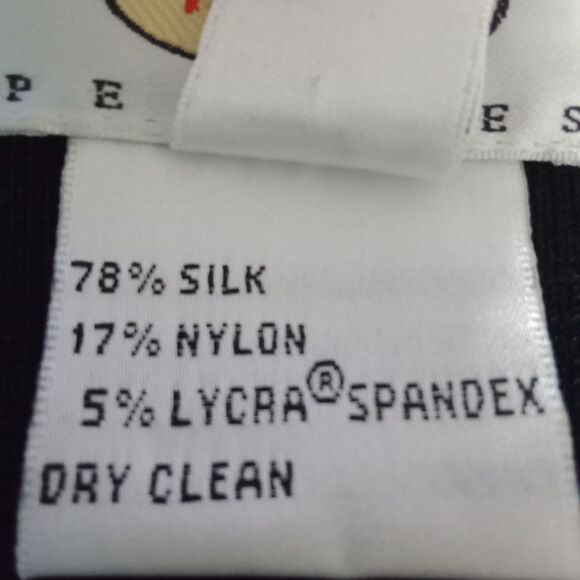 P E E S
78% SILK
17% NYLON
5% LYCRA® SPANDEX
DRY CLEAN